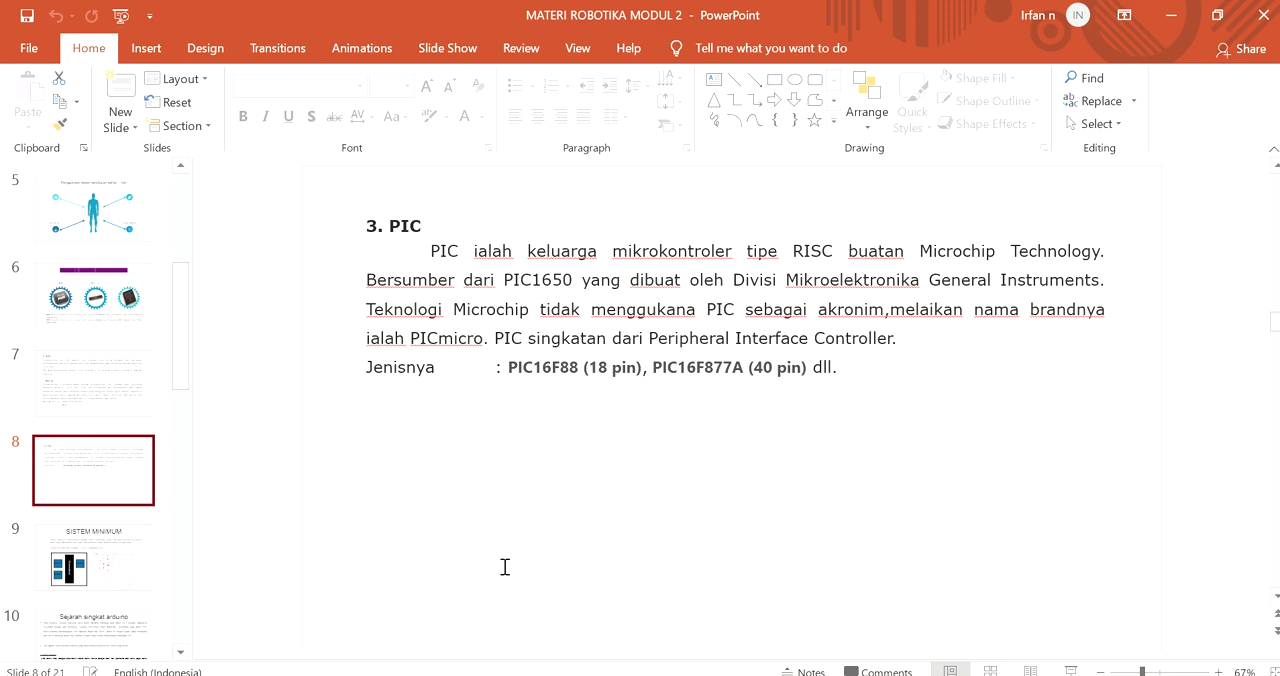 MATERI ROBOTIKA MODUL 2 - PowerPoint
Irfan n
IN
File
Home
Insert
Design
Transitions
Animations
Slide Show
Review
View
Help
Tell me what you want to do
Share
Paste
New Slide
Layout
Reset
Section
B I U S abc AV Aa A
Find
Replace
Select
Arrange
Quick Styles
Shape Fill
Shape Outline
Shape Effects
Clipboard
Slides
Font
Paragraph
Drawing
Editing
5
6
7
8
9
SISTEM MINIMUM
10
Sejarah singkat arduino
3. PIC
PIC ialah keluarga mikrokontroler tipe RISC buatan Microchip Technology.
Bersumber dari PIC1650 yang dibuat oleh Divisi Mikroelektronika General Instruments.
Teknologi Microchip tidak menggukana PIC sebagai akronim,melaikan nama brandnya
ialah PICmicro. PIC singkatan dari Peripheral Interface Controller.
Jenisnya : PIC16F88 (18 pin), PIC16F877A (40 pin) dll.
Slide 8 of 21
English (Indonesia)
Notes
Comments
67%